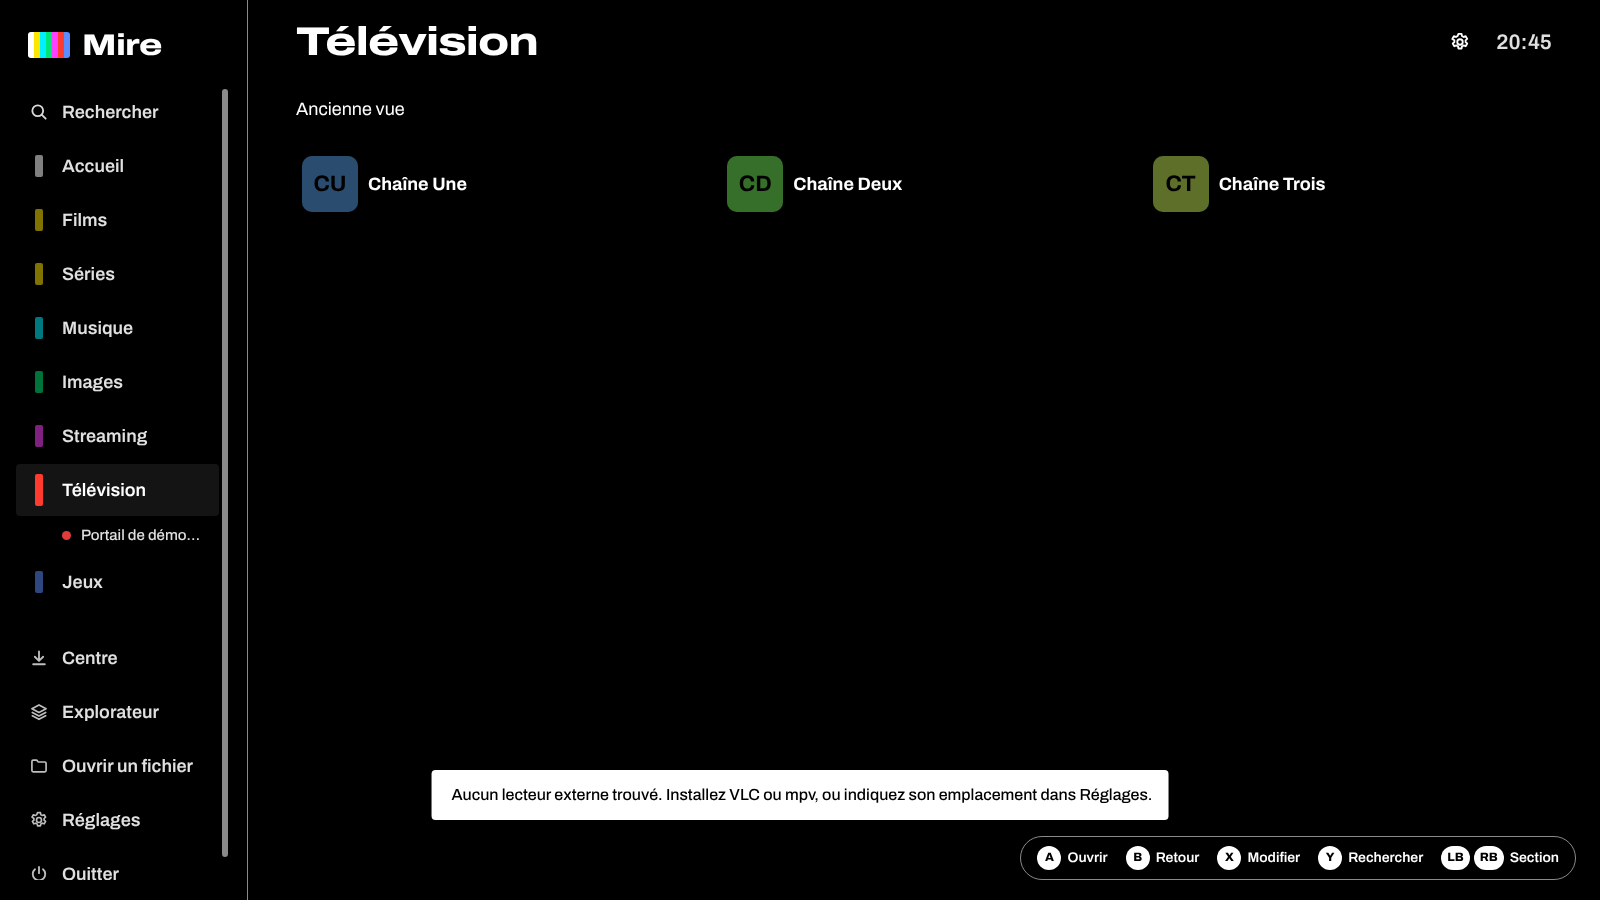 Mire
Rechercher
Accueil
Films
Séries
Musique
Images
Streaming
Télévision
Portail de démo...
Jeux
Centre
Explorateur
Ouvrir un fichier
Réglages
Quitter
Télévision
20:45
Ancienne vue
CU Chaîne Une
CD Chaîne Deux
CT Chaîne Trois
Aucun lecteur externe trouvé. Installez VLC ou mpv, ou indiquez son emplacement dans Réglages.
A Ouvrir B Retour X Modifier Y Rechercher LB RB Section